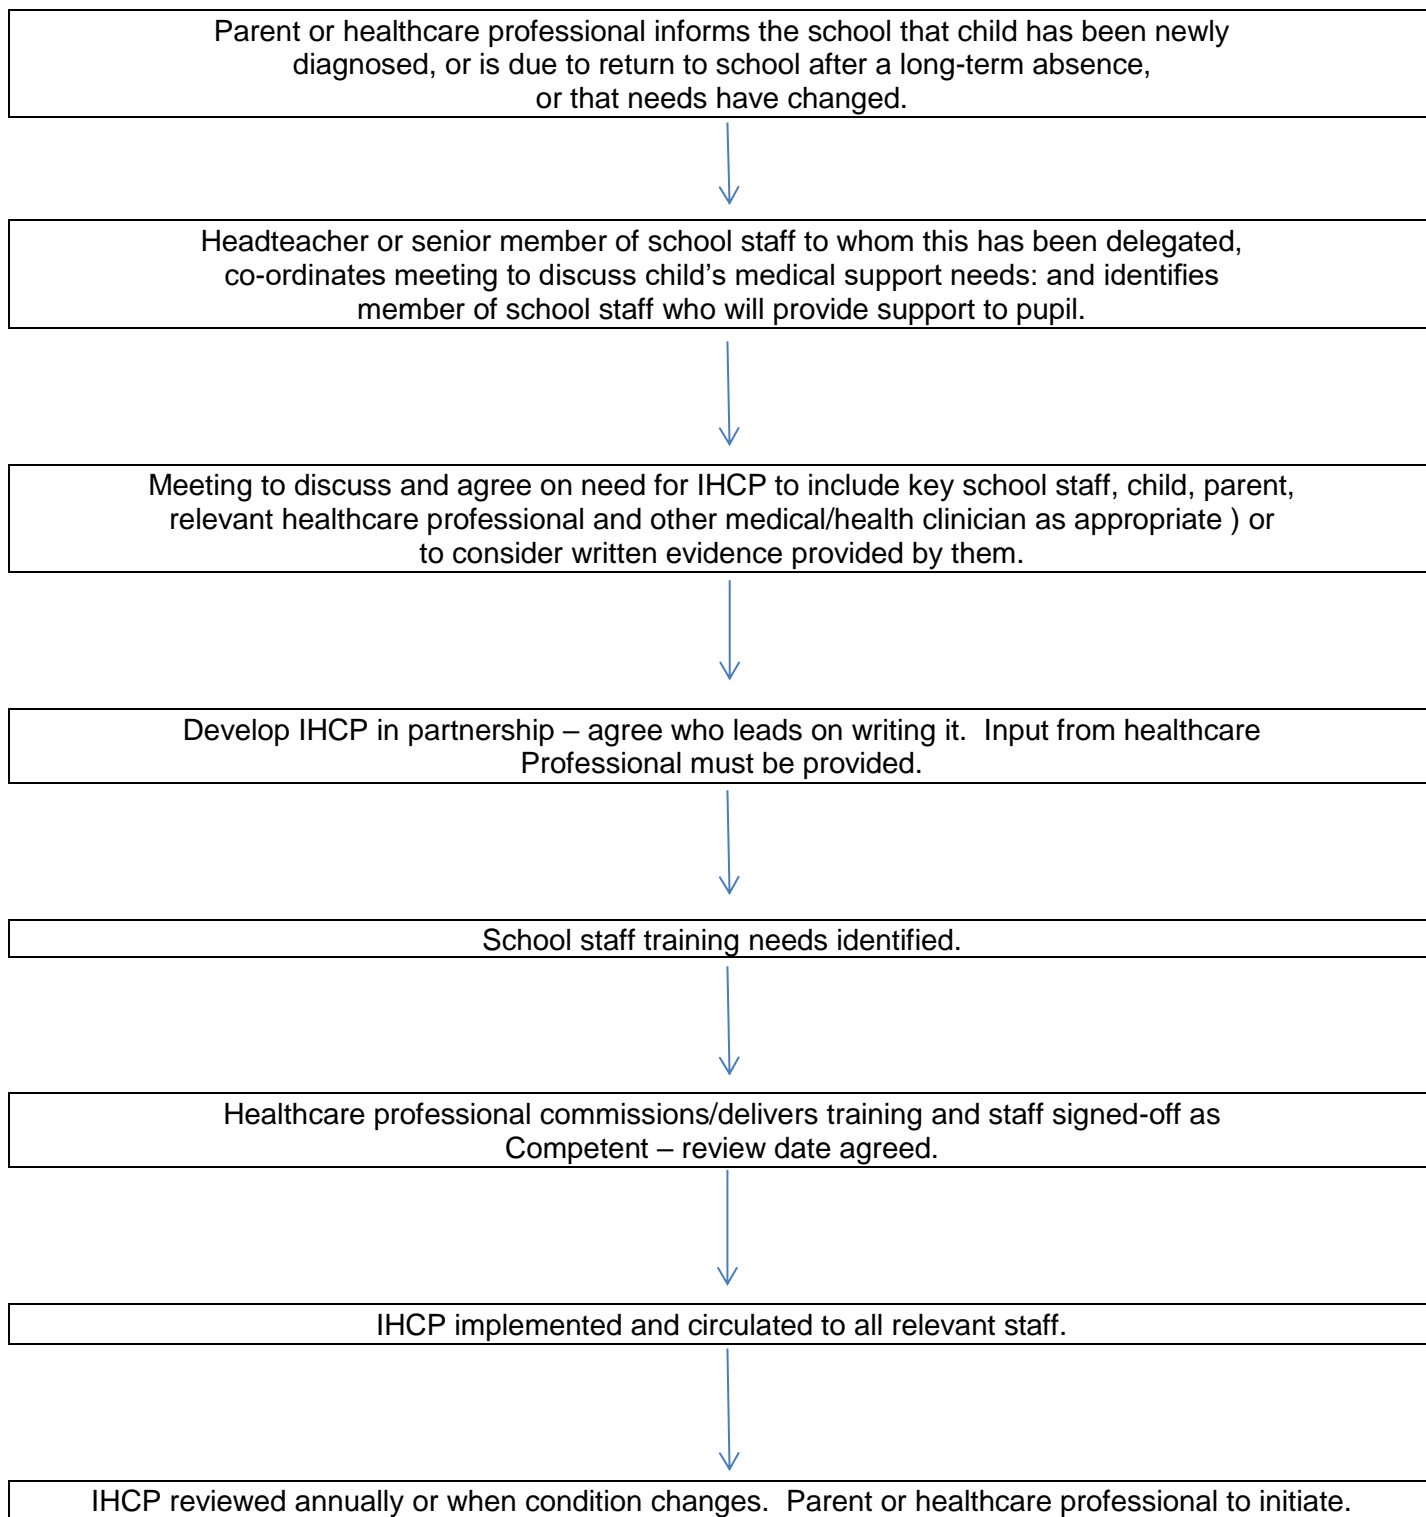 Parent or healthcare professional informs the school that child has been newly
diagnosed, or is due to return to school after a long-term absence,
or that needs have changed.
Headteacher or senior member of school staff to whom this has been delegated,
co-ordinates meeting to discuss child’s medical support needs: and identifies
member of school staff who will provide support to pupil.
Meeting to discuss and agree on need for IHCP to include key school staff, child, parent,
relevant healthcare professional and other medical/health clinician as appropriate ) or
to consider written evidence provided by them.
Develop IHCP in partnership – agree who leads on writing it.  Input from healthcare
Professional must be provided.
School staff training needs identified.
Healthcare professional commissions/delivers training and staff signed-off as
Competent – review date agreed.
IHCP implemented and circulated to all relevant staff.
IHCP reviewed annually or when condition changes.  Parent or healthcare professional to initiate.